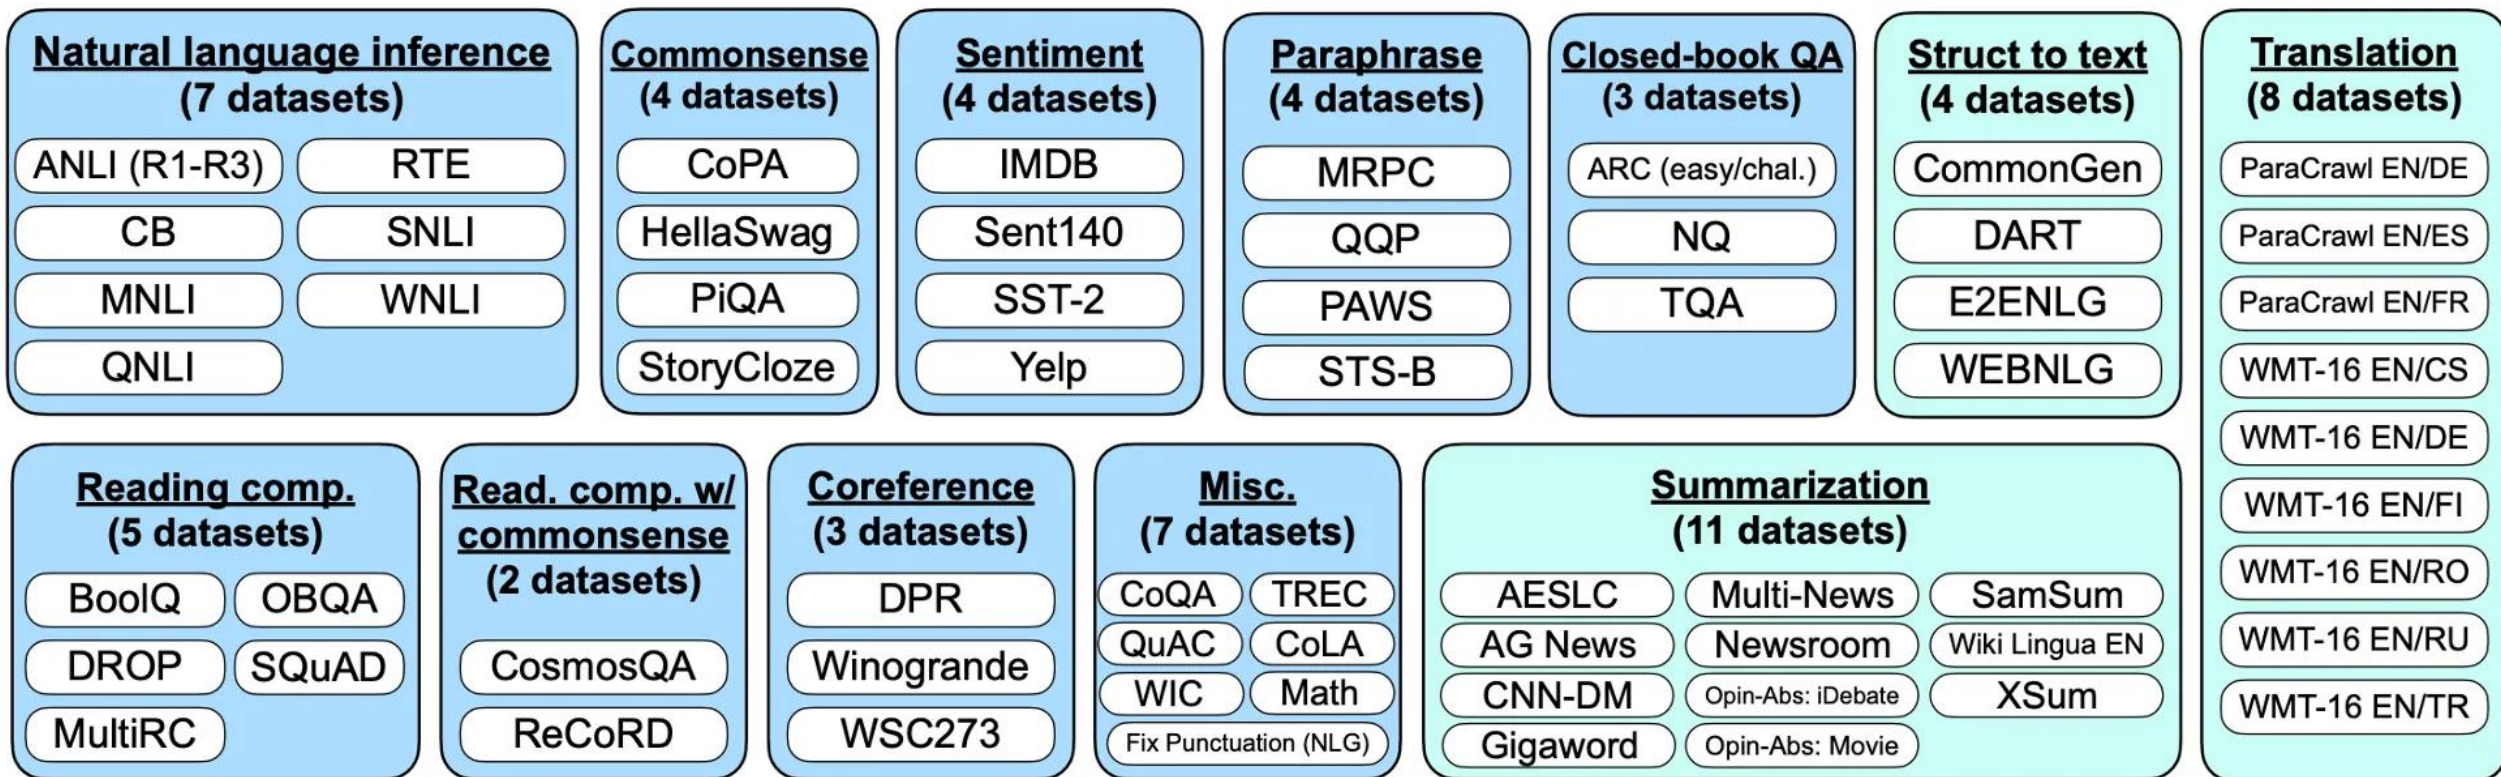 Natural language inference
(7 datasets)
ANLI (R1-R3)
RTE
CB
SNLI
MNLI
WNLI
QNLI
Commonsense
(4 datasets)
CoPA
HellaSwag
PiQA
StoryCloze
Sentiment
(4 datasets)
IMDB
Sent140
SST-2
Yelp
Paraphrase
(4 datasets)
MRPC
QQP
PAWS
STS-B
Closed-book QA
(3 datasets)
ARC (easy/chal.)
NQ
TQA
Struct to text
(4 datasets)
CommonGen
DART
E2ENLG
WEBNLG
Translation
(8 datasets)
ParaCrawl EN/DE
ParaCrawl EN/ES
ParaCrawl EN/FR
WMT-16 EN/CS
WMT-16 EN/DE
WMT-16 EN/FI
WMT-16 EN/RO
WMT-16 EN/RU
WMT-16 EN/TR
Reading comp.
(5 datasets)
BoolQ
OBQA
DROP
SQuAD
MultiRC
Read. comp. w/
commonsense
(2 datasets)
CosmosQA
ReCoRD
Coreference
(3 datasets)
DPR
Winogrande
WSC273
Misc.
(7 datasets)
CoQA
TREC
QuAC
CoLA
WIC
Math
Fix Punctuation (NLG)
Summarization
(11 datasets)
AESLC
Multi-News
SamSum
AG News
Newsroom
Wiki Lingua EN
CNN-DM
Opin-Abs: iDebate
XSum
Gigaword
Opin-Abs: Movie